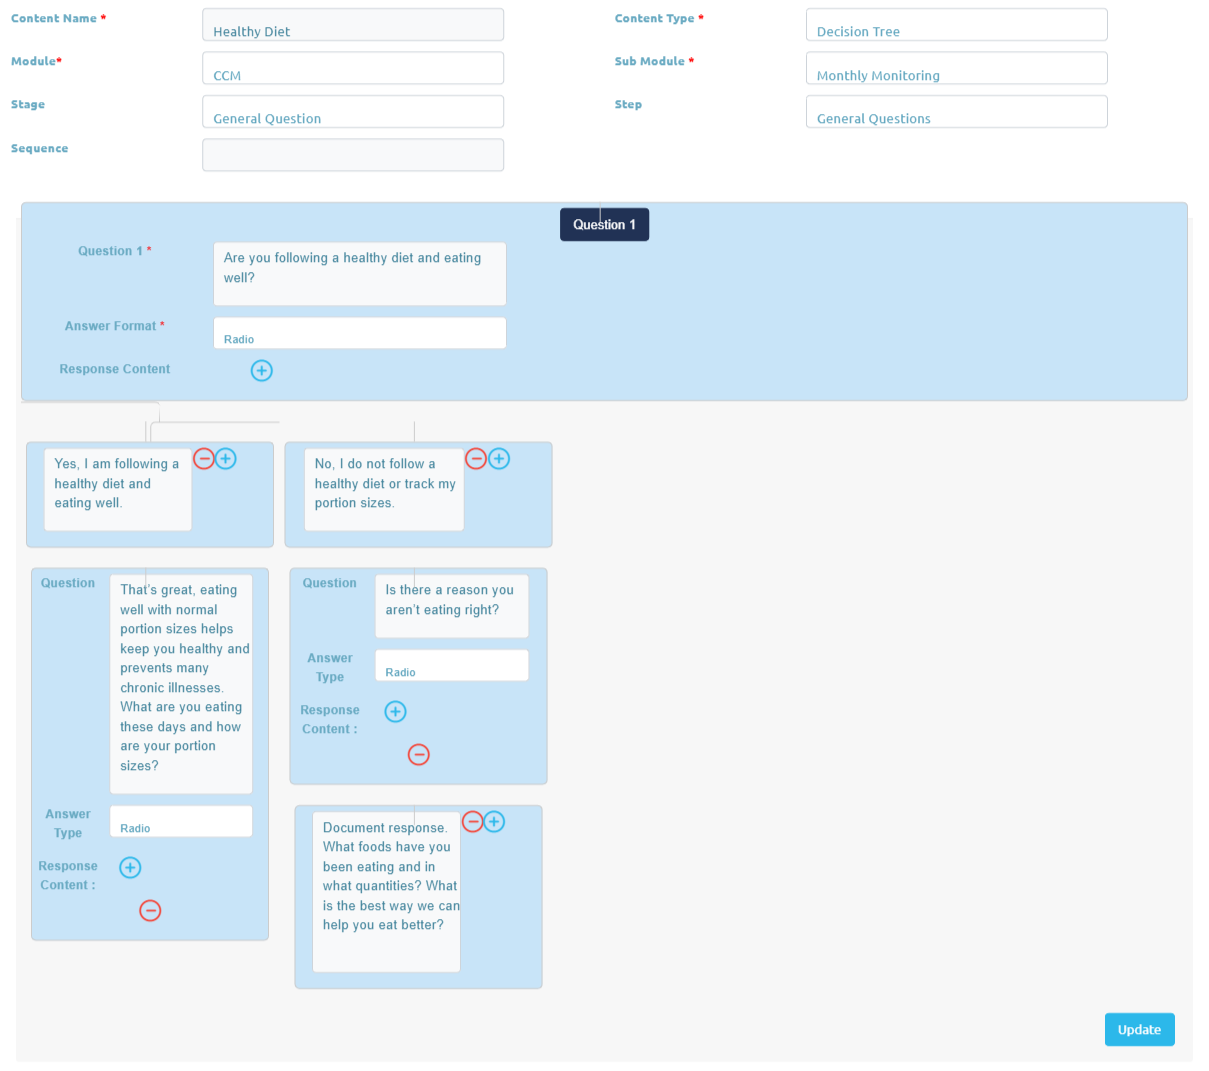 Content Name *
Healthy Diet
Content Type *
Decision Tree
Module*
CCM
Sub Module *
Monthly Monitoring
Stage
General Question
Step
General Questions
Sequence
Question 1
Question 1 *
Are you following a healthy diet and eating
well?
Answer Format *
Radio
Response Content
Yes, I am following a
healthy diet and
eating well.
No, I do not follow a
healthy diet or track my
portion sizes.
Question
That's great, eating
well with normal
portion sizes helps
keep you healthy and
prevents many
chronic illnesses.
What are you eating
these days and how
are your portion
sizes?
Answer
Type
Radio
Response
Content :
Question
Is there a reason you
aren't eating right?
Answer
Type
Radio
Response
Content :
Document response.
What foods have you
been eating and in
what quantities? What
is the best way we can
help you eat better?
Update